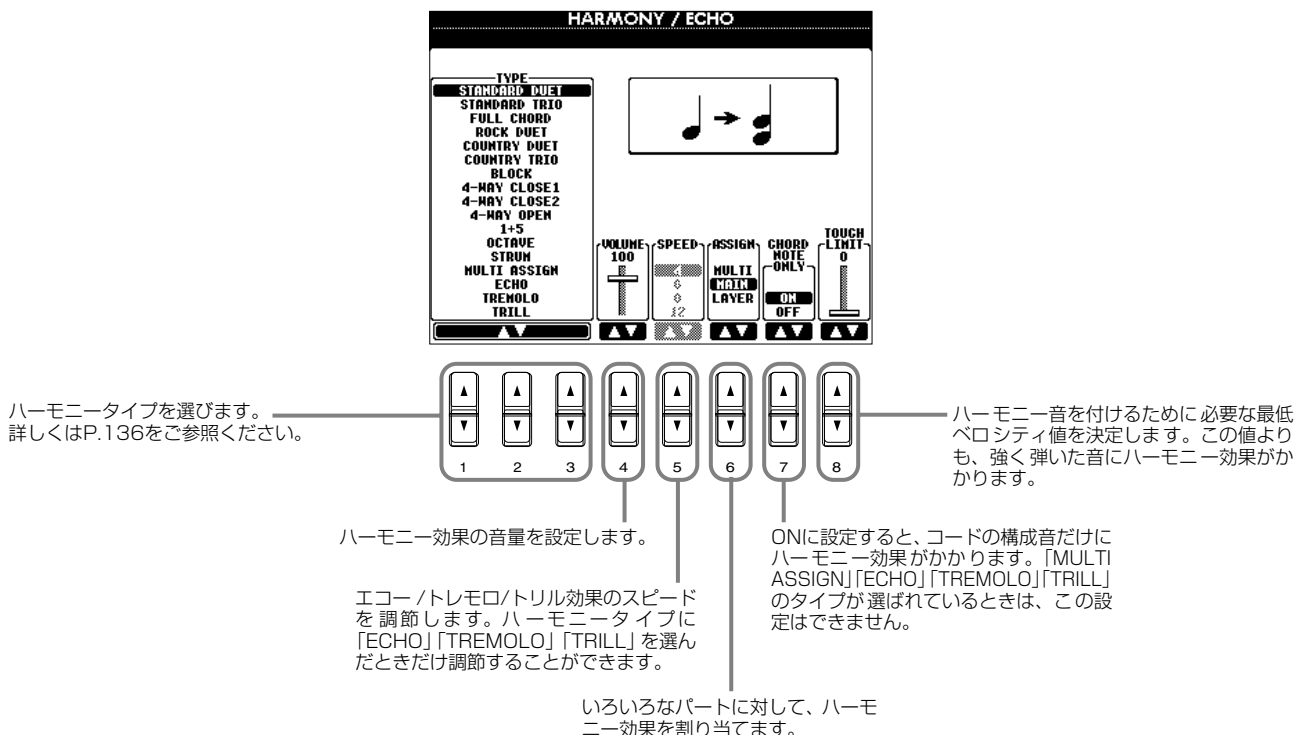 HARMONY / ECHO
TYPE
STANDARD DUET
STANDARD TRIO
FULL CHORD
ROCK DUET
COUNTRY DUET
COUNTRY TRIO
BLOCK
4-WAY CLOSE1
4-WAY CLOSE2
4-WAY OPEN
1+5
OCTAVE
STRUM
MULTI ASSIGN
ECHO
TREMOLO
TRILL
VOLUME
100
SPEED
4
6
8
12
ASSIGN
MULTI
MAIN
LAYER
CHORD
NOTE
ONLY
ON
OFF
TOUCH
LIMIT
0
1 2 3 4 5 6 7 8
ハーモニータイプを選びます。
詳しくはP.136をご参照ください。
ハーモニー音を付けるために必要な最低
ベロシティ値を決定します。この値より
も、強く弾いた音にハーモニー効果がか
かります。
ハーモニー効果の音量を設定します。
ONに設定すると、コードの構成音だけに
ハーモニー効果がかかります。「MULTI
ASSIGN」「ECHO」「TREMOLO」「TRILL」
のタイプが選ばれているときは、この設
定はできません。
エコー/トレモロ/トリル効果のスピード
を調節します。ハーモニータイプに
「ECHO」「TREMOLO」「TRILL」を選ん
だときだけ調節することができます。
いろいろなパートに対して、ハーモ
ニー効果を割り当てます。